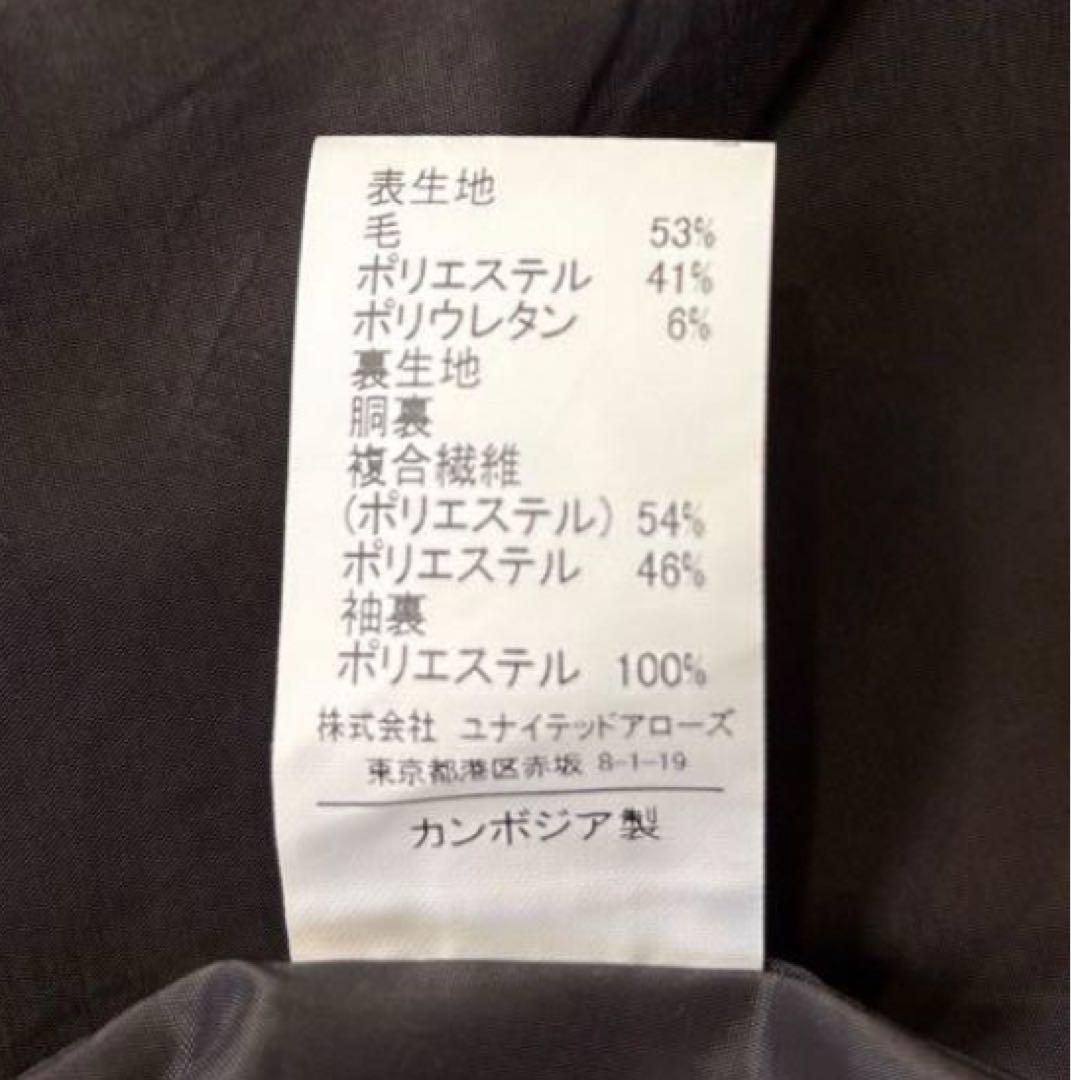 表生地
毛 53%
ポリエステル 41%
ポリウレタン 6%
裏生地
胴裏
複合繊維
(ポリエステル) 54%
ポリエステル 46%
袖裏
ポリエステル 100%
株式会社 ユナイテッドアローズ
東京都港区赤坂 8-1-19
カンボジア製